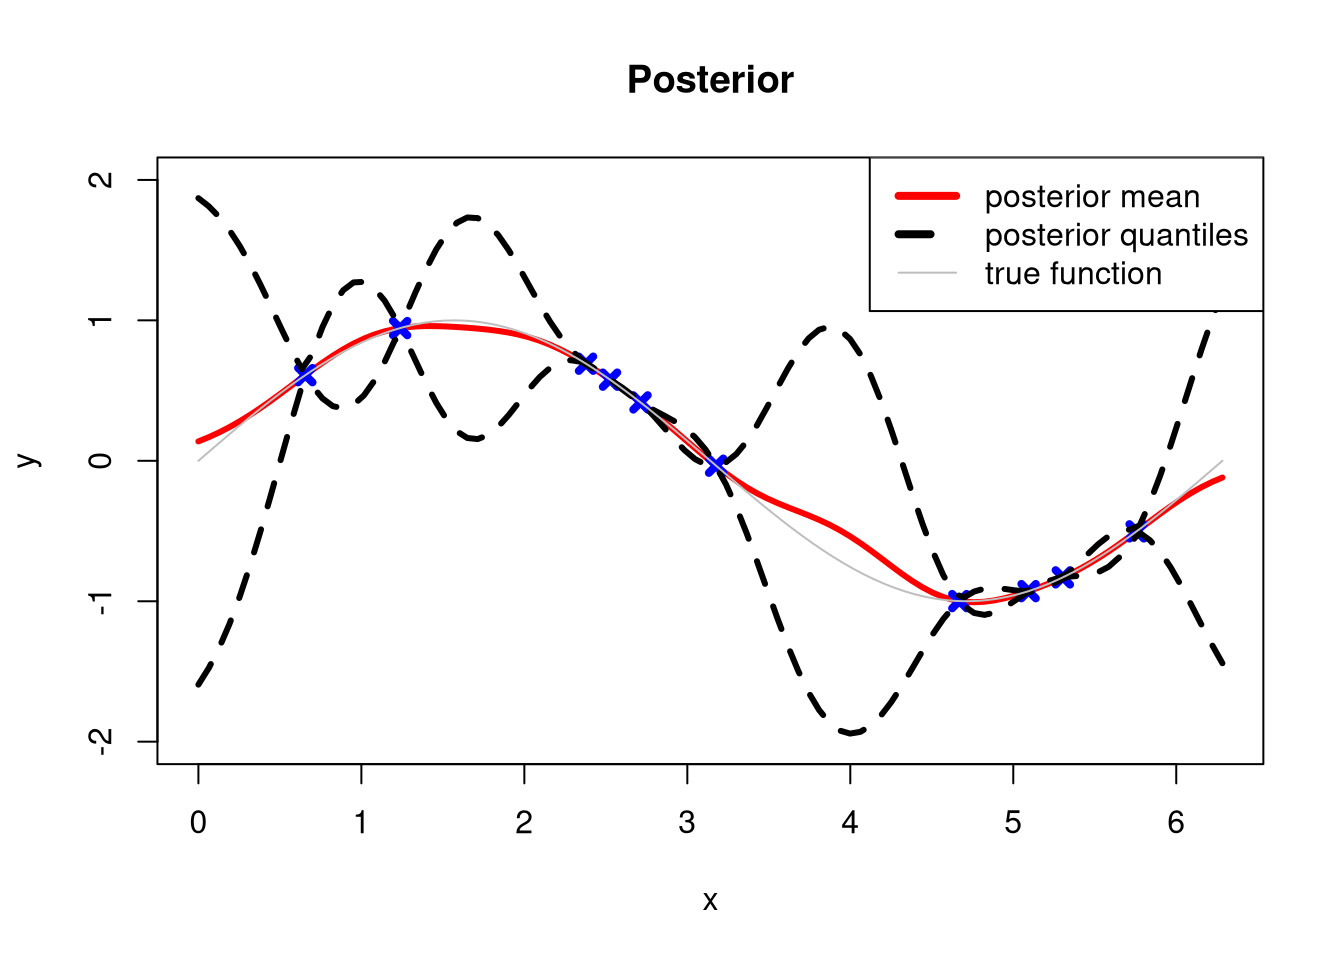 Posterior
posterior mean
posterior quantiles
true function
2
1
0
-1
-2
y
0 1 2 3 4 5 6
x